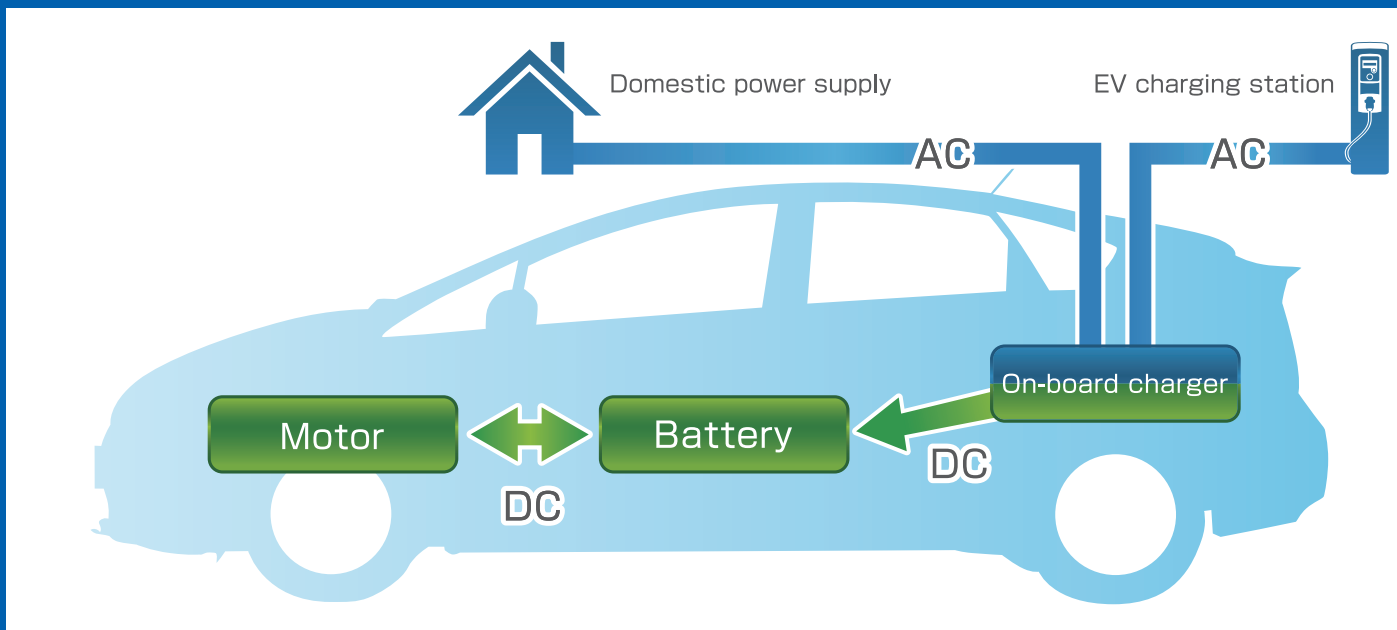 Domestic power supply
EV charging station
AC
AC
On-board charger
Motor
Battery
DC
DC